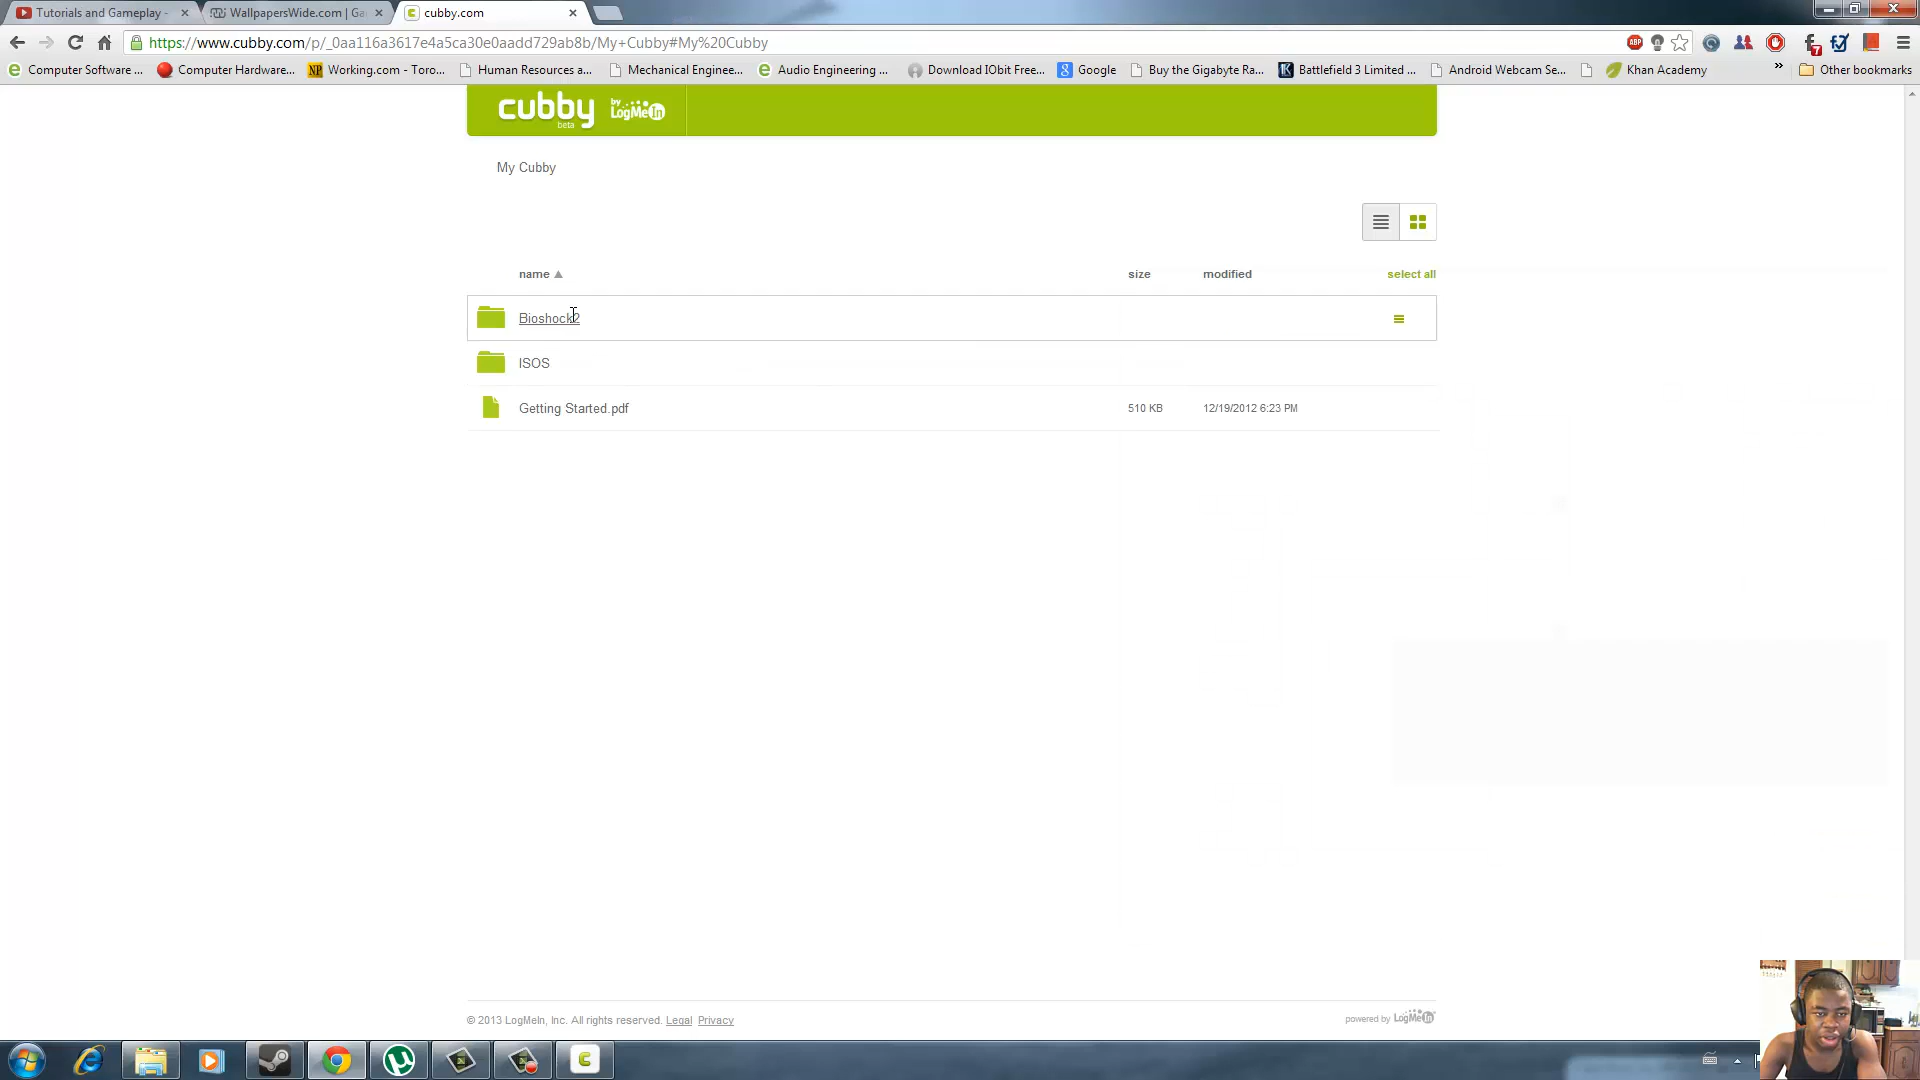 Tutorials and Gameplay -
WallpapersWide.com | Ga
cubby.com
https://www.cubby.com/p/_0aa116a3617e4a5ca30e0aadd729ab8b/My+Cubby#My%20Cubby
ABP
7
Computer Software ...
Computer Hardware...
NP Working.com - Toro...
Human Resources a...
Mechanical Enginee...
Audio Engineering ...
Download IObit Free...
Google
Buy the Gigabyte Ra...
Battlefield 3 Limited ...
Android Webcam Se...
Khan Academy
»
Other bookmarks
cubby by LogMeIn
beta
My Cubby
name size modified select all
Bioshock2
ISOS
Getting Started.pdf 510 KB 12/19/2012 6:23 PM
© 2013 LogMeIn, Inc. All rights reserved. Legal Privacy
powered by LogMeIn